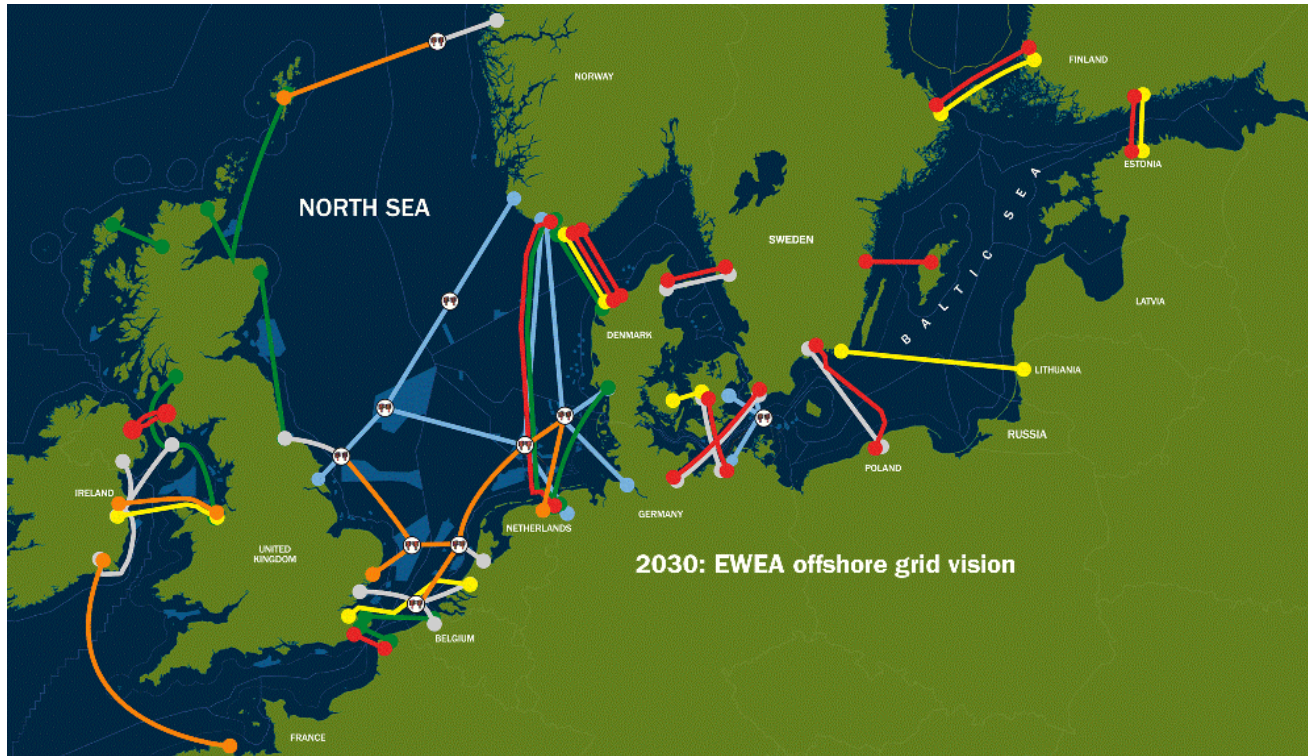 NORWAY
FINLAND
ESTONIA
NORTH SEA
SWEDEN
BALTIC SEA
LATVIA
DENMARK
LITHUANIA
RUSSIA
POLAND
IRELAND
GERMANY
NETHERLANDS
UNITED
KINGDOM
2030: EWEA offshore grid vision
BELGIUM
FRANCE